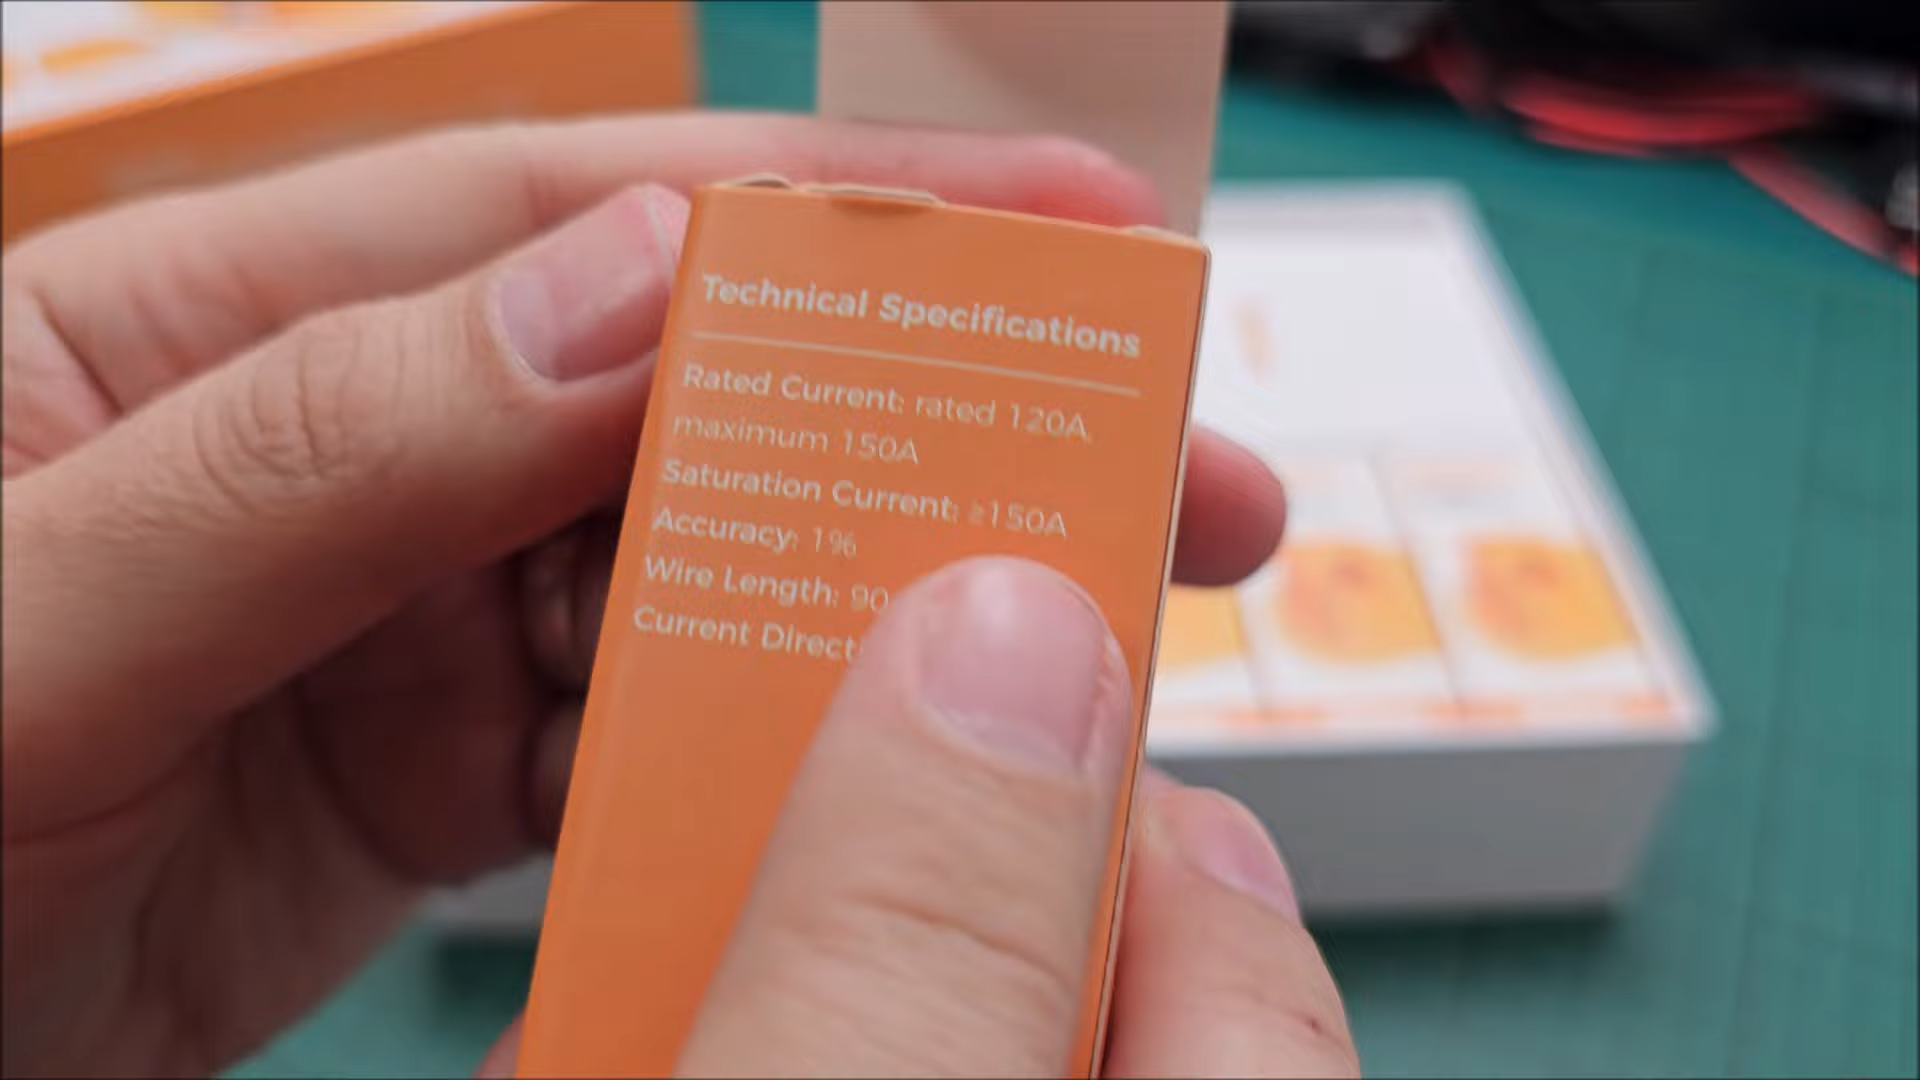 Technical Specifications
Rated Current: rated 120A,
maximum 150A
Saturation Current: ≥150A
Accuracy: 1%
Wire Length: 90
Current Direct